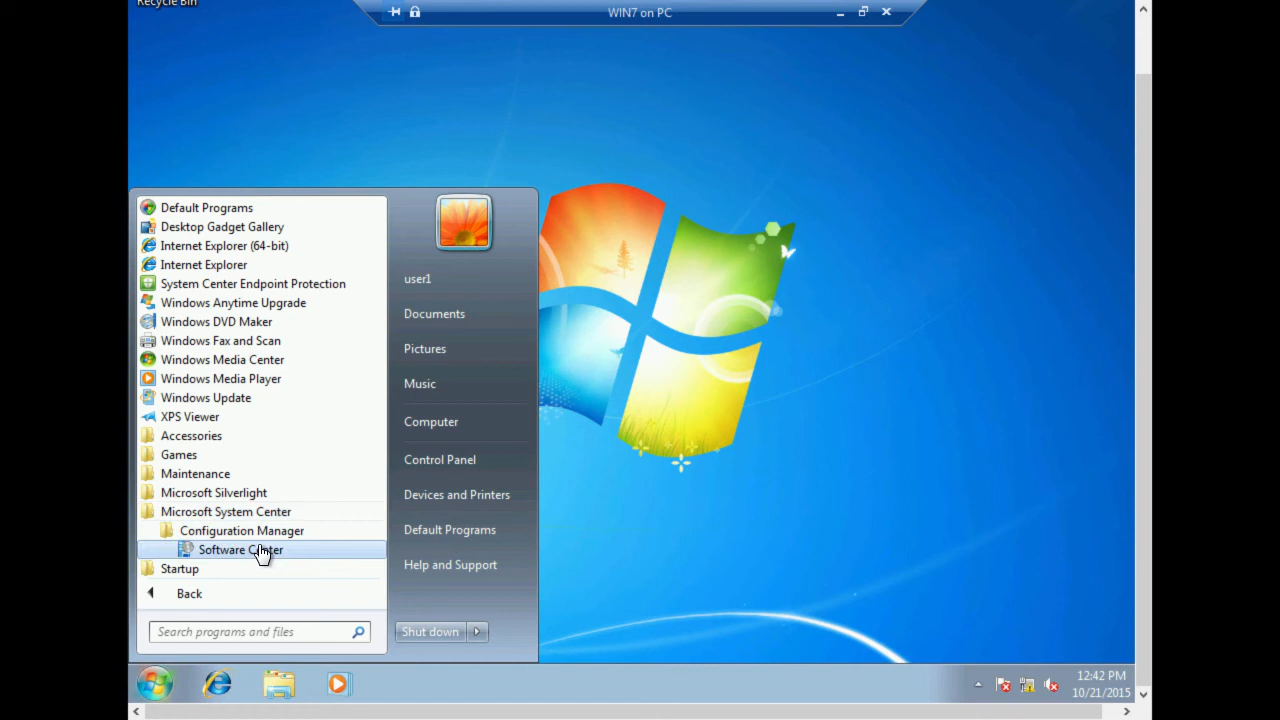 Recycle Bin
WIN7 on PC
Default Programs
Desktop Gadget Gallery
Internet Explorer (64-bit)
Internet Explorer
System Center Endpoint Protection
Windows Anytime Upgrade
Windows DVD Maker
Windows Fax and Scan
Windows Media Center
Windows Media Player
Windows Update
XPS Viewer
Accessories
Games
Maintenance
Microsoft Silverlight
Microsoft System Center
Configuration Manager
Software Center
Startup
Back
Search programs and files
user1
Documents
Pictures
Music
Computer
Control Panel
Devices and Printers
Default Programs
Help and Support
Shut down
12:42 PM
10/21/2015